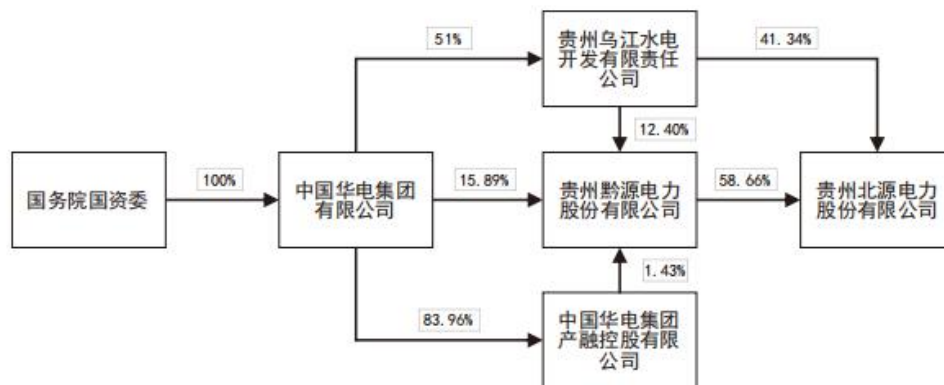 51%
贵州乌江水电
开发有限责任
公司
41.34%
12.40%
国务院国资委
100%
中国华电集团
有限公司
15.89%
贵州黔源电力
股份有限公司
58.66%
贵州北源电力
股份有限公司
1.43%
83.96%
中国华电集团
产融控股有限
公司